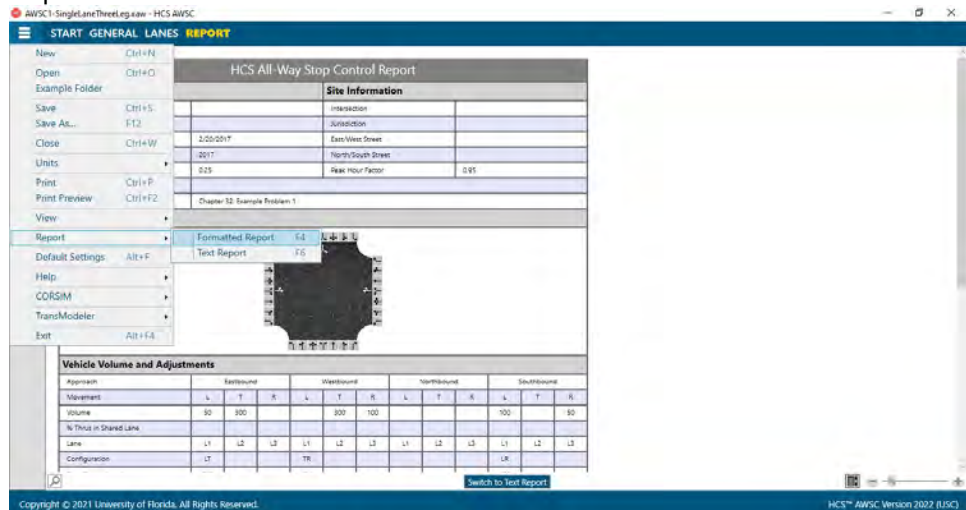 AWSC1-SingleLaneThreeLeg.xaw - HCS AWSC
START GENERAL LANES REPORT
New Ctrl+N
Open Ctrl+O
Example Folder
Save Ctrl+S
Save As... F12
Close Ctrl+W
Units
Print Ctrl+P
Print Preview Ctrl+F2
View
Report
Default Settings Alt+F
Help
CORSIM
TransModeler
Exit Alt+F4
Formatted Report F4
Text Report F6
HCS All-Way Stop Control Report
Site Information
Intersection
Jurisdiction
2/20/2017 East/West Street
2017 North/South Street
0.25 Peak Hour Factor 0.95
Chapter 32: Example Problem 1
Vehicle Volume and Adjustments
Approach Eastbound Westbound Northbound Southbound
Movement L T R L T R L T R L T R
Volume 50 300 300 100 100 50
% Thrus in Shared Lane
Lane L1 L2 L3 L1 L2 L3 L1 L2 L3 L1 L2 L3
Configuration LT TR LR
Switch to Text Report
Copyright © 2021 University of Florida. All Rights Reserved.
HCS™ AWSC Version 2022 (USC)